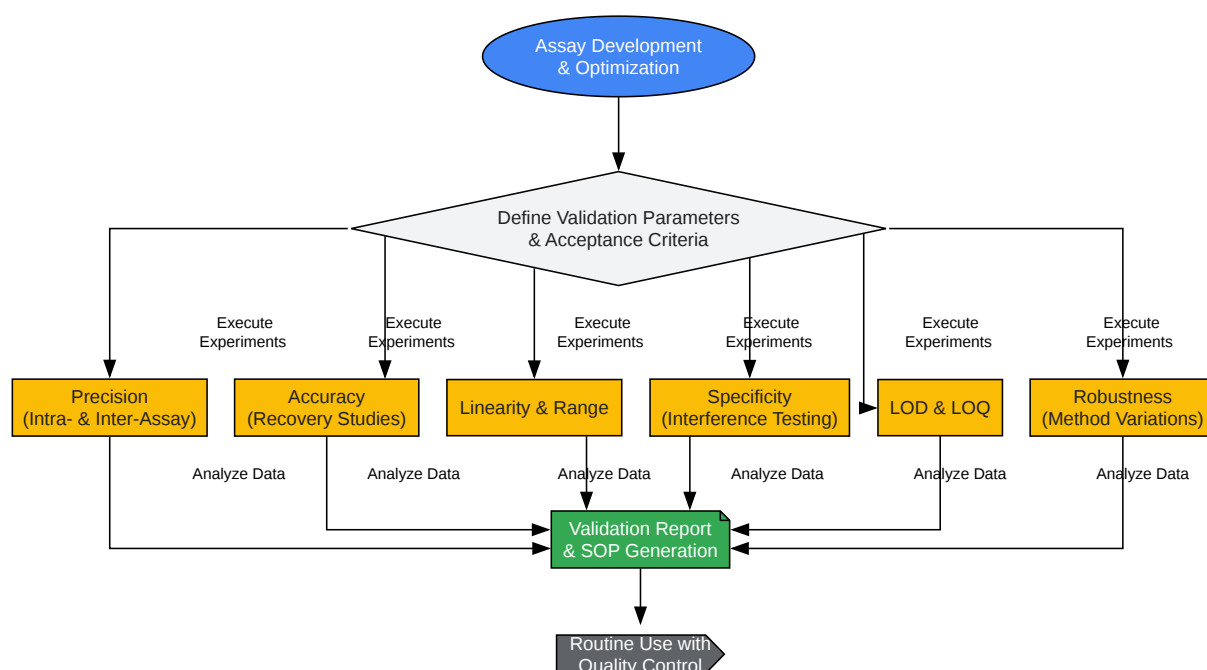 Assay Development
& Optimization
Define Validation Parameters
& Acceptance Criteria
Execute
Experiments
Execute
Experiments
Execute
Experiments
Execute
Experiments
Execute
Experiments
Execute
Experiments
Precision
(Intra- & Inter-Assay)
Accuracy
(Recovery Studies)
Linearity & Range
Specificity
(Interference Testing)
LOD & LOQ
Robustness
(Method Variations)
Analyze Data
Analyze Data
Analyze Data
Analyze Data
Analyze Data
Analyze Data
Validation Report
& SOP Generation
Routine Use with
Quality Control